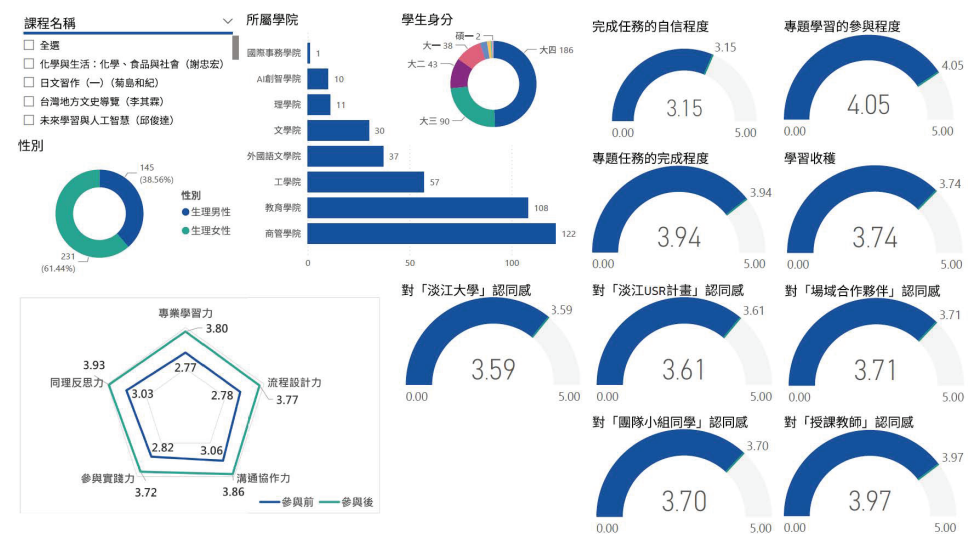 課程名稱
全選
化學與生活：化學、食品與社會（謝忠宏）
日文習作（一）（菊島和紀）
台灣地方文史導覽（李其霖）
未來學習與人工智慧（邱俊達）
性別
145
(38.56%)
231
(61.44%)
性別
生理男性
生理女性
所屬學院
國際事務學院 1
AI創智學院 10
理學院 11
文學院 30
外國語文學院 37
工學院 57
教育學院 108
商管學院 122
0 50 100
學生身分
碩一 2
大一 38
大二 43
大三 90
大四 186
完成任務的自信程度
3.15
3.15
0.00 5.00
專題學習的參與程度
4.05
4.05
0.00 5.00
專題任務的完成程度
3.94
3.94
0.00 5.00
學習收穫
3.74
3.74
0.00 5.00
專業學習力
3.80
2.77
3.93
同理反思力
3.03
2.78
流程設計力
3.77
2.82
3.06
參與實踐力
3.72
溝通協作力
3.86
參與前 參與後
對「淡江大學」認同感
3.59
3.59
0.00 5.00
對「淡江USR計畫」認同感
3.61
3.61
0.00 5.00
對「場域合作夥伴」認同感
3.71
3.71
0.00 5.00
對「團隊小組同學」認同感
3.70
3.70
0.00 5.00
對「授課教師」認同感
3.97
3.97
0.00 5.00